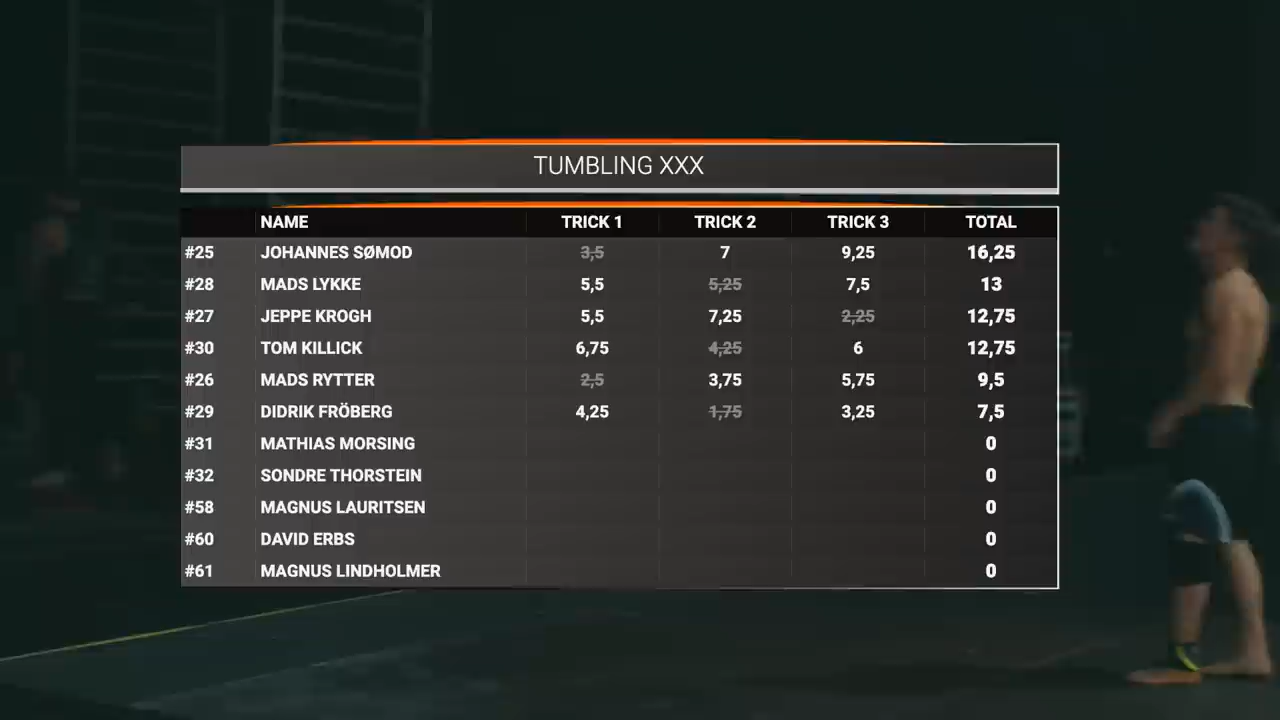 TUMBLING XXX
NAME TRICK 1 TRICK 2 TRICK 3 TOTAL
#25 JOHANNES SØMOD 3,5 7 9,25 16,25
#28 MADS LYKKE 5,5 5,25 7,5 13
#27 JEPPE KROGH 5,5 7,25 2,25 12,75
#30 TOM KILLICK 6,75 4,25 6 12,75
#26 MADS RYTTER 2,5 3,75 5,75 9,5
#29 DIDRIK FRÖBERG 4,25 1,75 3,25 7,5
#31 MATHIAS MORSING 0
#32 SONDRE THORSTEIN 0
#58 MAGNUS LAURITSEN 0
#60 DAVID ERBS 0
#61 MAGNUS LINDHOLMER 0